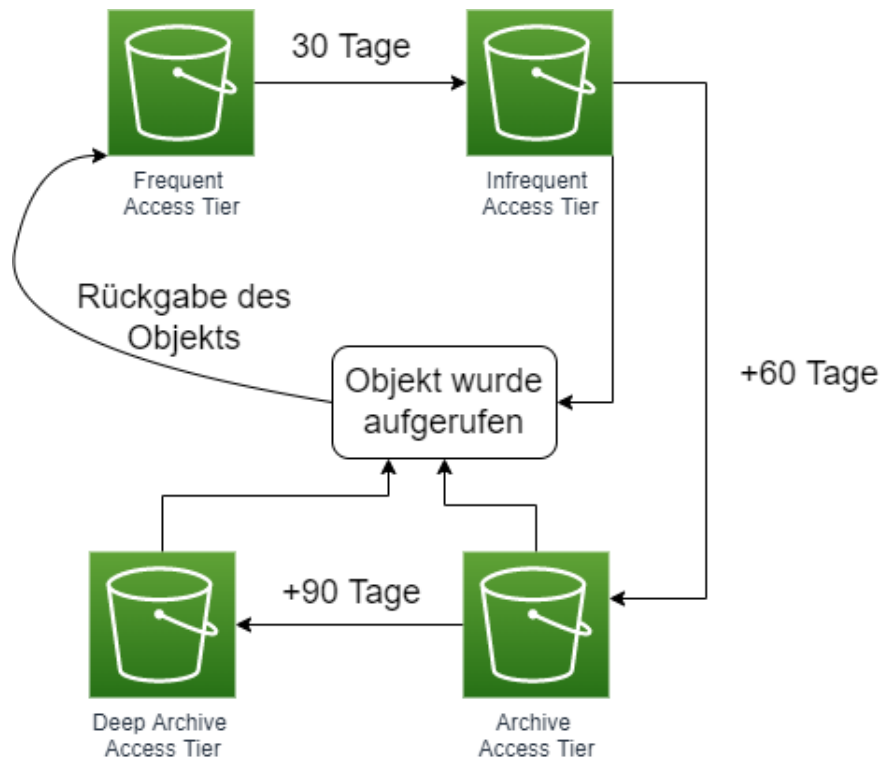 30 Tage
Frequent
Access Tier
Infrequent
Access Tier
Rückgabe des
Objekts
Objekt wurde
aufgerufen
+60 Tage
+90 Tage
Deep Archive
Access Tier
Archive
Access Tier